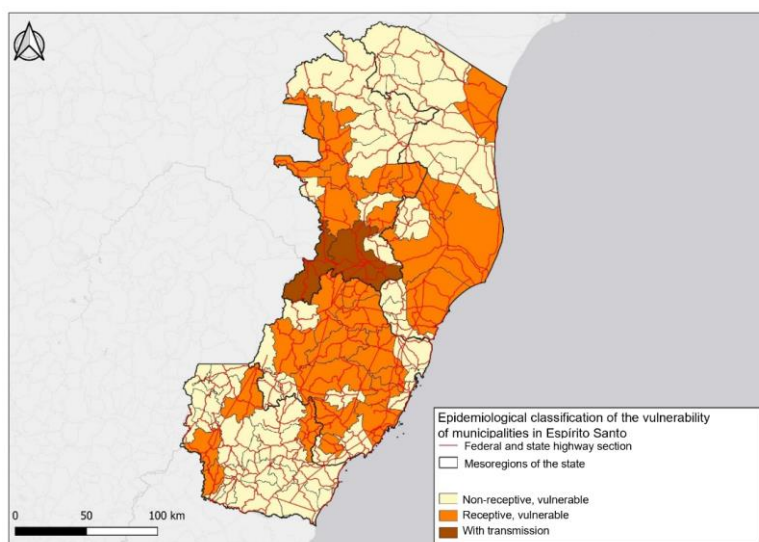 Epidemiological classification of the vulnerability
of municipalities in Espírito Santo
Federal and state highway section
Mesoregions of the state
Non-receptive, vulnerable
Receptive, vulnerable
With transmission
0 50 100 km